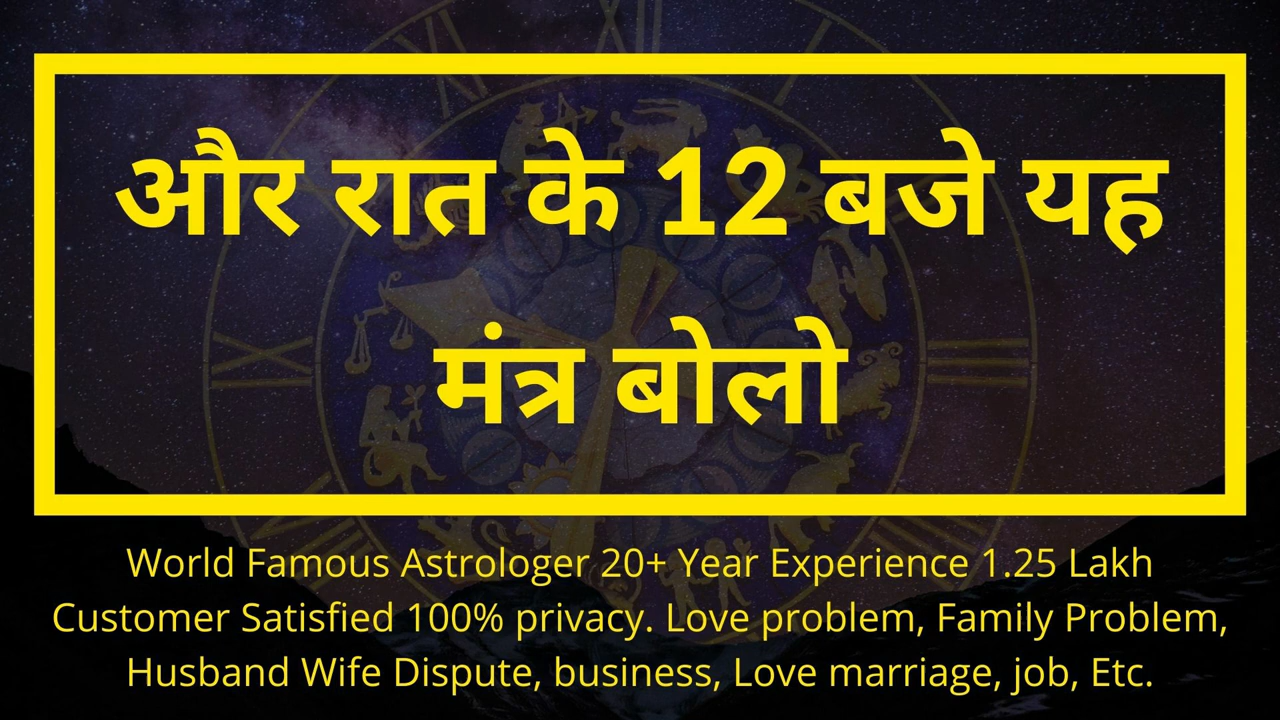 और रात के 12 बजे यह
मंत्र बोलो
World Famous Astrologer 20+ Year Experience 1.25 Lakh
Customer Satisfied 100% privacy. Love problem, Family Problem,
Husband Wife Dispute, business, Love marriage, job, Etc.